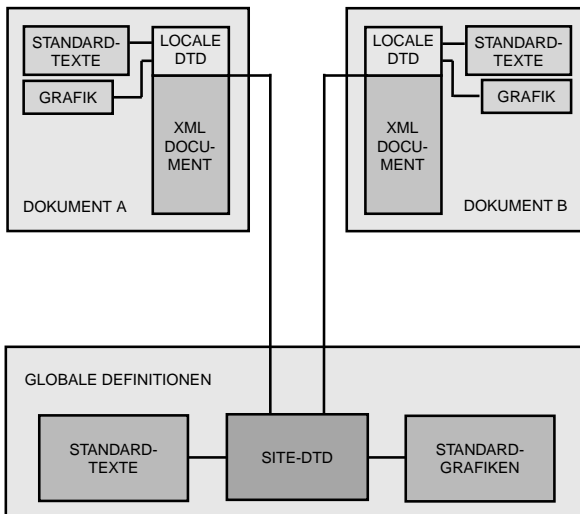 STANDARD-
TEXTE
GRAFIK
LOCALE
DTD
XML
DOCU-
MENT
DOKUMENT A
LOCALE
DTD
STANDARD-
TEXTE
GRAFIK
XML
DOCU-
MENT
DOKUMENT B
GLOBALE DEFINITIONEN
STANDARD-
TEXTE
SITE-DTD
STANDARD-
GRAFIKEN